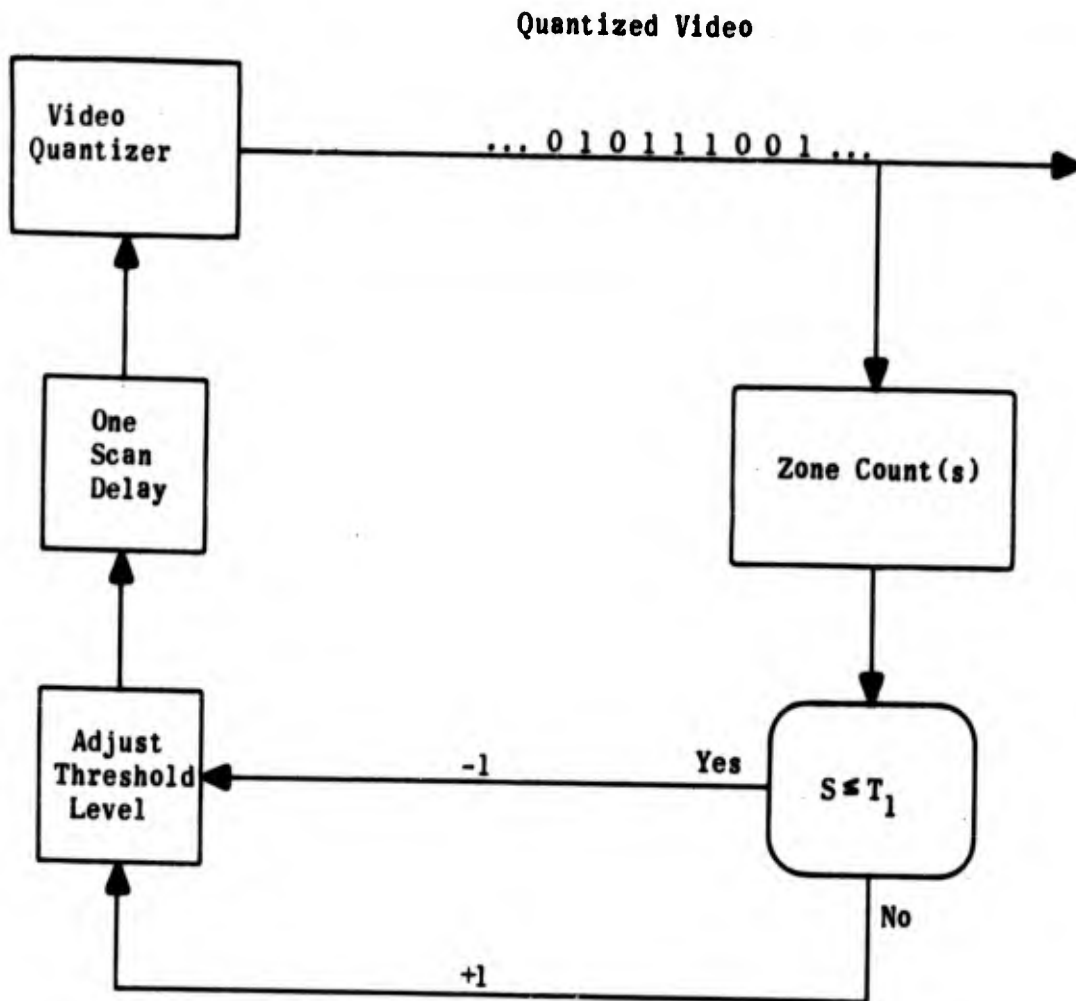 Quantized Video
Video
Quantizer
... 0 1 0 1 1 1 0 0 1 ...
One
Scan
Delay
Zone Count(s)
Adjust
Threshold
Level
-1
Yes
S ≤ T₁
No
+1